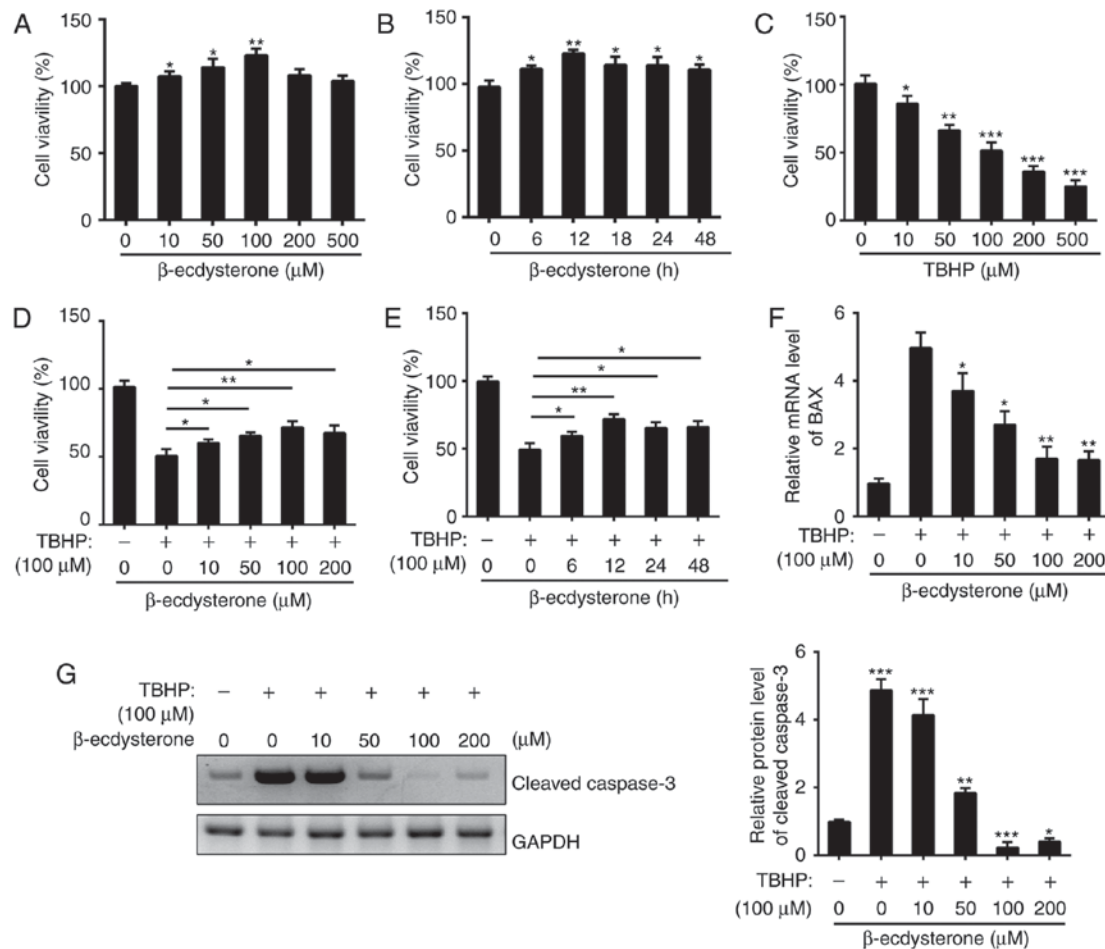 A
Cell viavility (%)
150
100
50
0
* * **
0 10 50 100 200 500
β-ecdysterone (μM)
B
Cell viavility (%)
150
100
50
0
* ** * * *
0 6 12 18 24 48
β-ecdysterone (h)
C
Cell viavility (%)
150
100
50
0
* ** *** *** ***
0 10 50 100 200 500
TBHP (μM)
D
Cell viavility (%)
150
100
50
0
*
**
*
*
TBHP: – + + + + +
(100 μM) 0 0 10 50 100 200
β-ecdysterone (μM)
E
Cell viavility (%)
150
100
50
0
*
*
**
*
TBHP: – + + + + +
(100 μM) 0 0 6 12 24 48
β-ecdysterone (h)
F
Relative mRNA level
of BAX
6
4
2
0
* * ** **
TBHP: – + + + + +
(100 μM) 0 0 10 50 100 200
β-ecdysterone (μM)
G
TBHP: – + + + + +
(100 μM)
β-ecdysterone 0 0 10 50 100 200 (μM)
Cleaved caspase-3
GAPDH
Relative protein level
of cleaved caspase-3
6
4
2
0
*** *** ** *** *
TBHP: – + + + + +
(100 μM) 0 0 10 50 100 200
β-ecdysterone (μM)